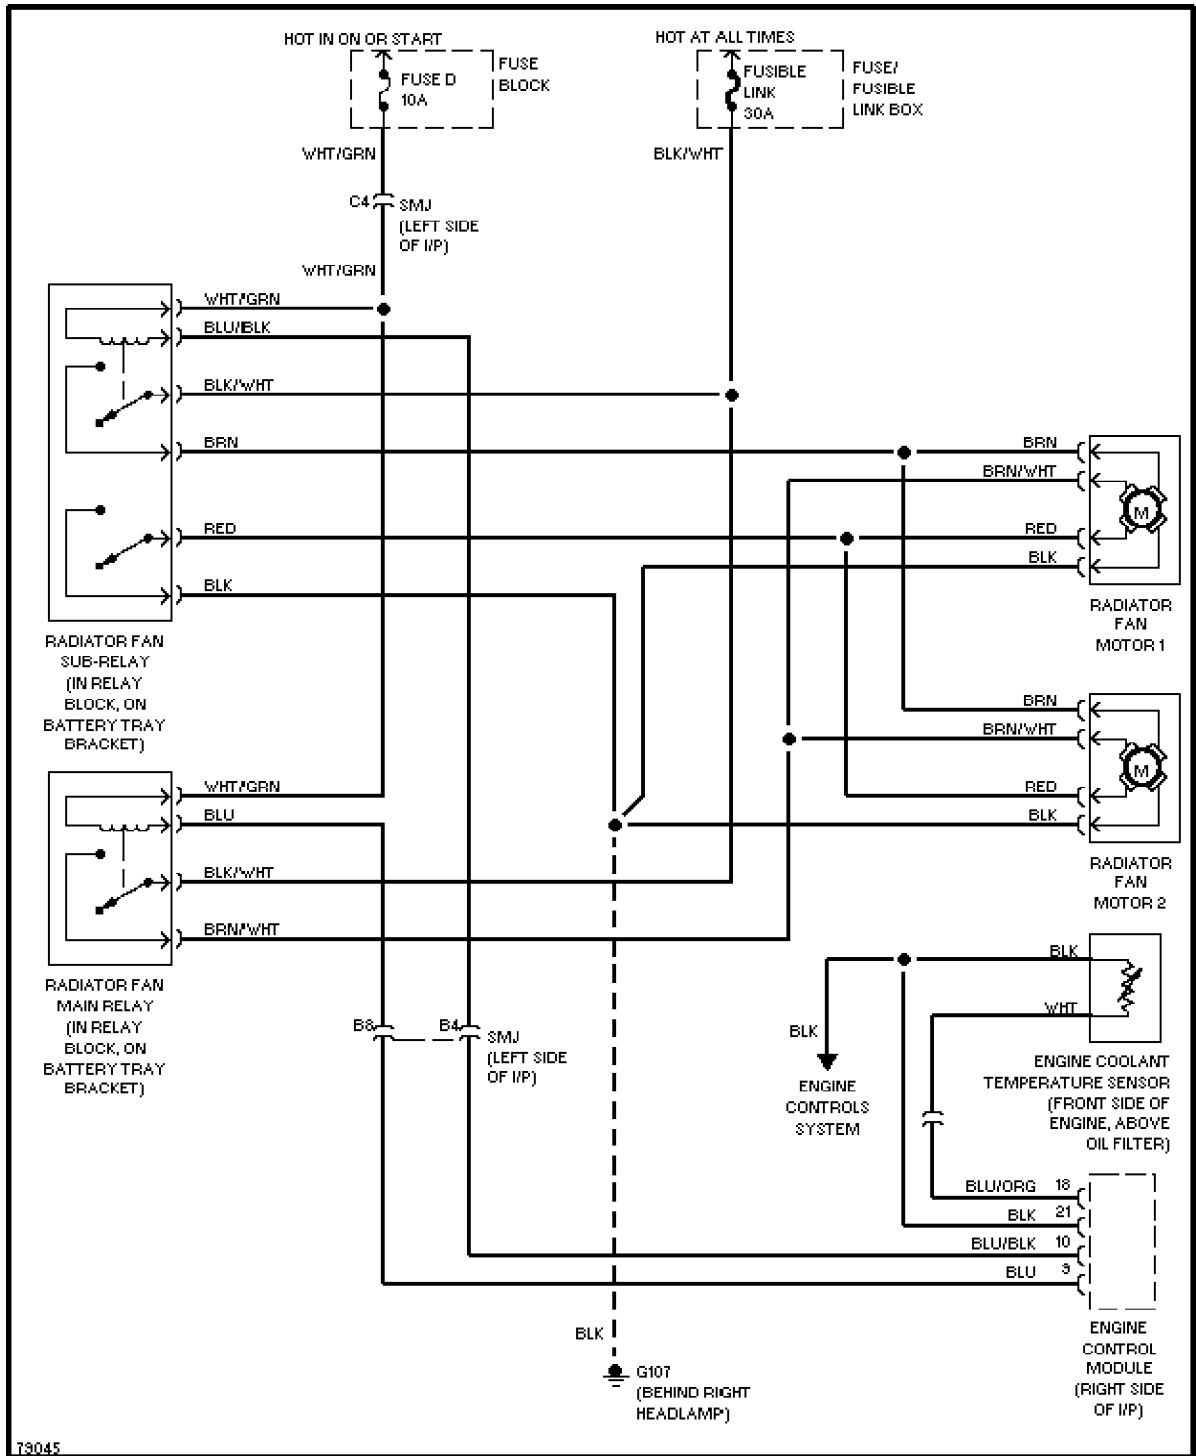 HOT IN ON OR START
HOT AT ALL TIMES
FUSE D
10A
FUSE
BLOCK
FUSIBLE
LINK
30A
FUSE/
FUSIBLE
LINK BOX
WHT/GRN
BLK/WHT
C4
SMJ
(LEFT SIDE
OF I/P)
WHT/GRN
WHT/GRN
BLU/BLK
BLK/WHT
BRN
RED
BLK
RADIATOR FAN
SUB-RELAY
(IN RELAY
BLOCK, ON
BATTERY TRAY
BRACKET)
BRN
BRN/WHT
RED
BLK
M
RADIATOR
FAN
MOTOR 1
BRN
BRN/WHT
RED
BLK
M
RADIATOR
FAN
MOTOR 2
WHT/GRN
BLU
BLK/WHT
BRN/WHT
RADIATOR FAN
MAIN RELAY
(IN RELAY
BLOCK, ON
BATTERY TRAY
BRACKET)
B8
B4
SMJ
(LEFT SIDE
OF I/P)
BLK
WHT
BLK
ENGINE
CONTROLS
SYSTEM
ENGINE COOLANT
TEMPERATURE SENSOR
(FRONT SIDE OF
ENGINE, ABOVE
OIL FILTER)
BLU/ORG 18
BLK 21
BLU/BLK 10
BLU 9
ENGINE
CONTROL
MODULE
(RIGHT SIDE
OF I/P)
BLK
G107
(BEHIND RIGHT
HEADLAMP)
79045